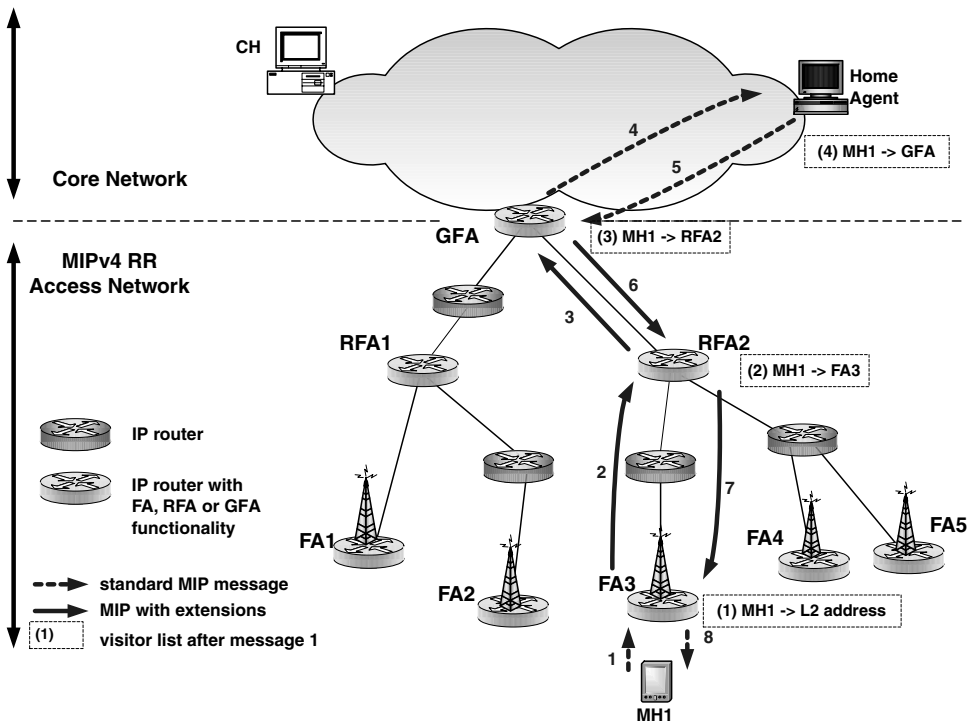 CH
Home
Agent
4
(4) MH1 -> GFA
5
Core Network
GFA
(3) MH1 -> RFA2
MIPv4 RR
Access Network
6
3
RFA1
RFA2
(2) MH1 -> FA3
IP router
2
7
IP router with
FA, RFA or GFA
functionality
FA1
FA4
FA5
FA2
FA3
standard MIP message
MIP with extensions
(1) MH1 -> L2 address
(1)
visitor list after message 1
1
8
MH1